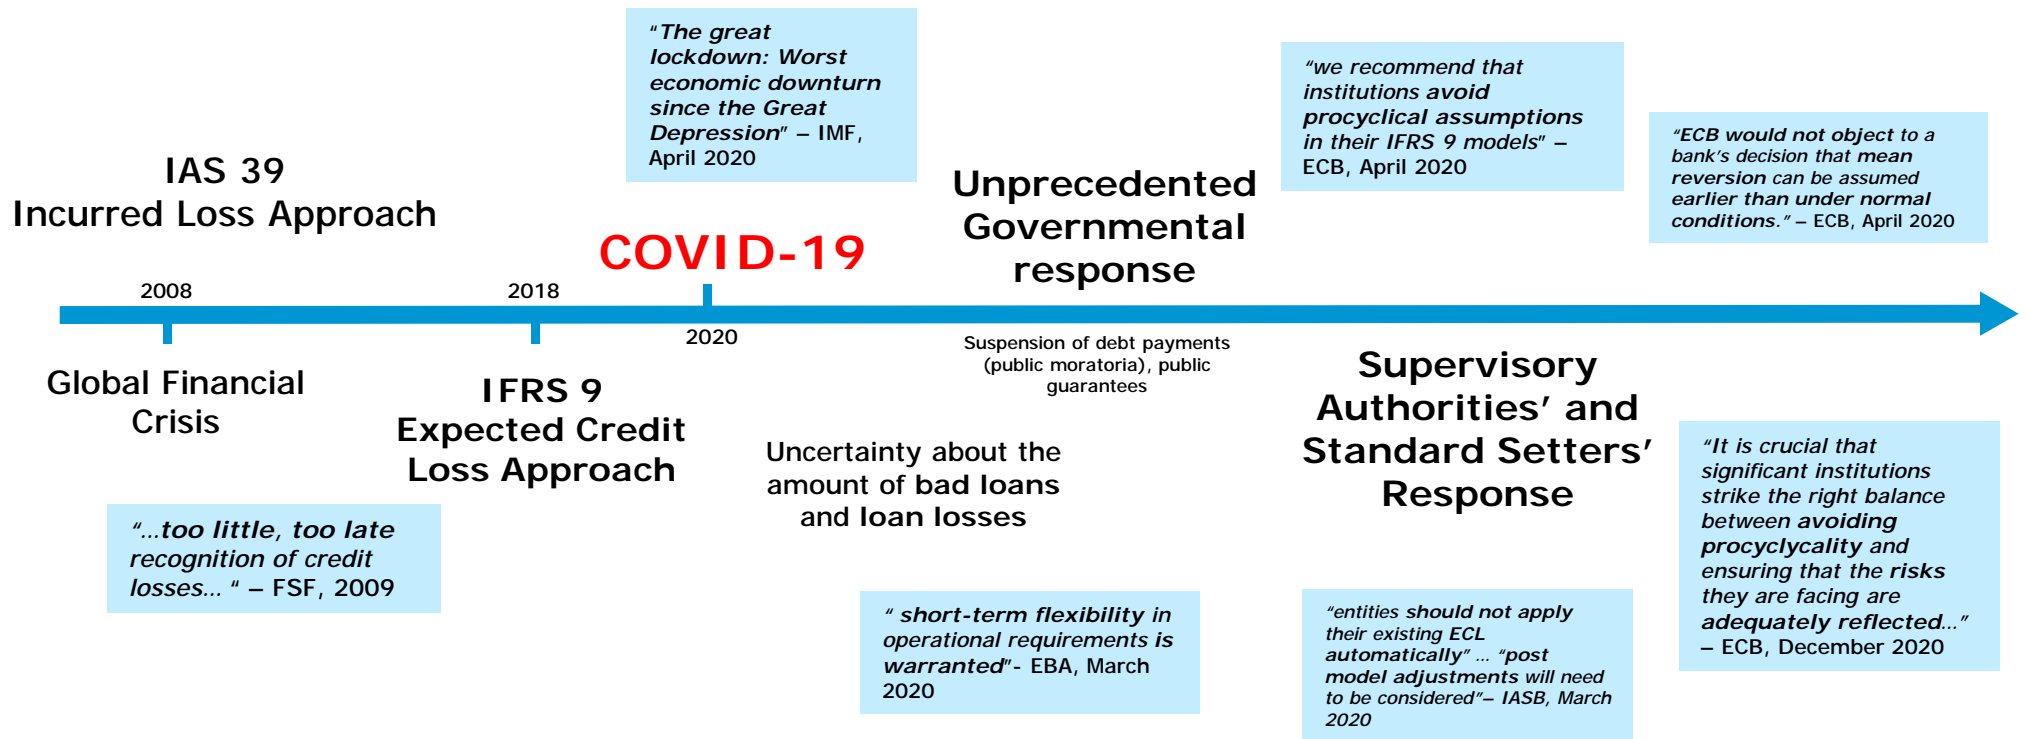 “The great
lockdown: Worst
economic downturn
since the Great
Depression” – IMF,
April 2020
“we recommend that
institutions avoid
procyclical assumptions
in their IFRS 9 models” –
ECB, April 2020
“ECB would not object to a
bank’s decision that mean
reversion can be assumed
earlier than under normal
conditions.” – ECB, April 2020
IAS 39
Incurred Loss Approach
COVID-19
Unprecedented
Governmental
response
2008
2018
2020
Global Financial
Crisis
IFRS 9
Expected Credit
Loss Approach
Suspension of debt payments
(public moratoria), public
guarantees
Supervisory
Authorities’ and
Standard Setters’
Response
Uncertainty about the
amount of bad loans
and loan losses
“…too little, too late
recognition of credit
losses… “ – FSF, 2009
“ short-term flexibility in
operational requirements is
warranted”- EBA, March
2020
“entities should not apply
their existing ECL
automatically” … “post
model adjustments will need
to be considered”– IASB, March
2020
“It is crucial that
significant institutions
strike the right balance
between avoiding
procyclycality and
ensuring that the risks
they are facing are
adequately reflected…”
– ECB, December 2020